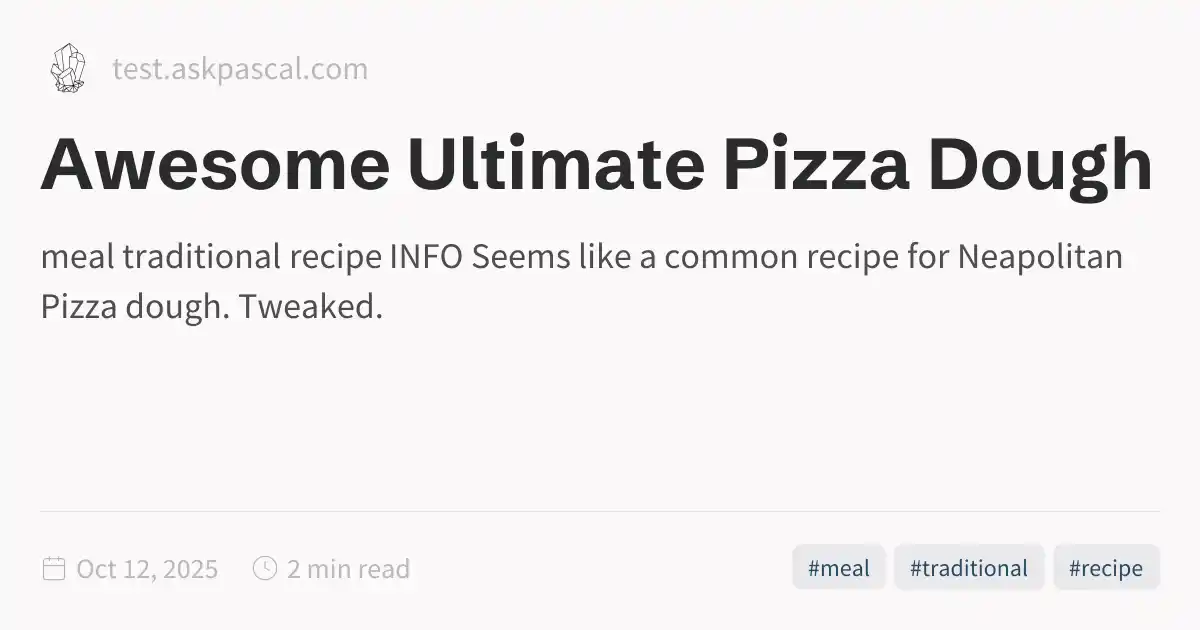 test.askpascal.com
Awesome Ultimate Pizza Dough
meal traditional recipe INFO Seems like a common recipe for Neapolitan
Pizza dough. Tweaked.
Oct 12, 2025 2 min read #meal #traditional #recipe